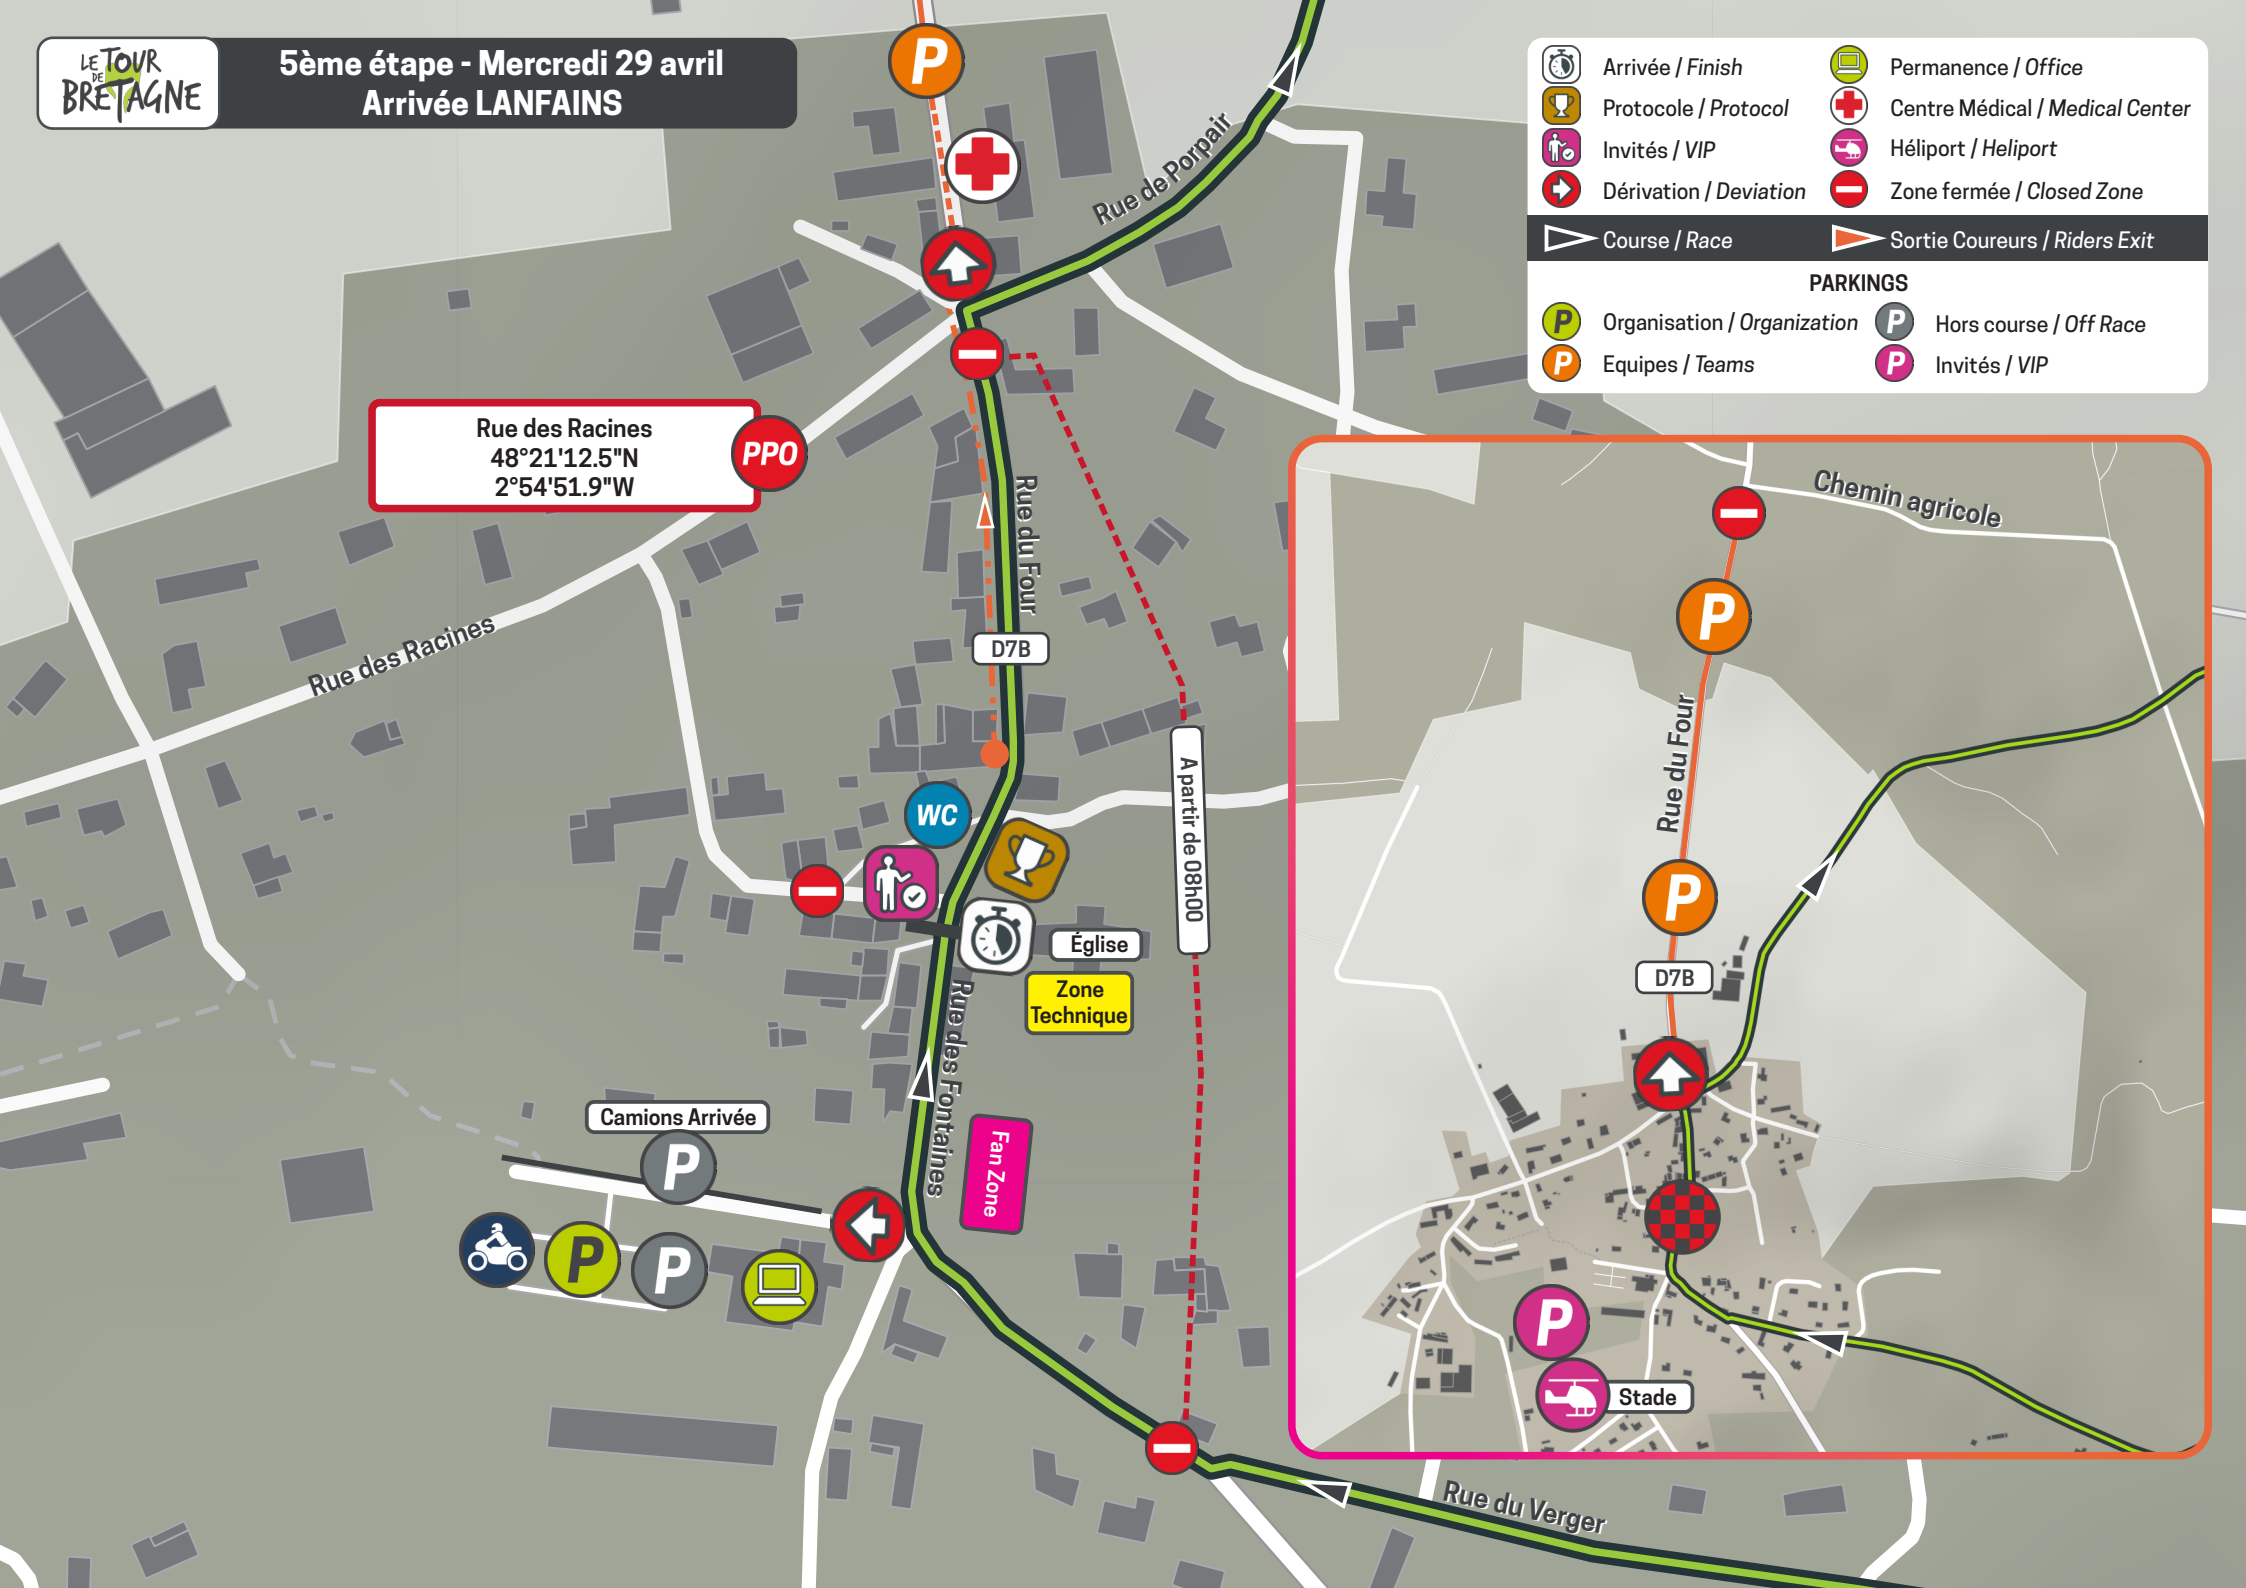 LE TOUR
DE
BRETAGNE
5ème étape - Mercredi 29 avril
Arrivée LANFAINS
P
Arrivée / Finish
Permanence / Office
Protocole / Protocol
Centre Médical / Medical Center
Invités / VIP
Héliport / Heliport
Dérivation / Deviation
Zone fermée / Closed Zone
Course / Race
Sortie Coureurs / Riders Exit
PARKINGS
P
Organisation / Organization
P
Hors course / Off Race
P
Equipes / Teams
P
Invités / VIP
Rue de Porpair
Rue des Racines
48°21'12.5"N
2°54'51.9"W
PPO
Rue du Four
D7B
Rue des Racines
A partir de 08h00
WC
Église
Zone
Technique
Rue des Fontaines
Camions Arrivée
P
Fan Zone
P
P
Rue du Verger
Chemin agricole
P
Rue du Four
P
D7B
P
Stade